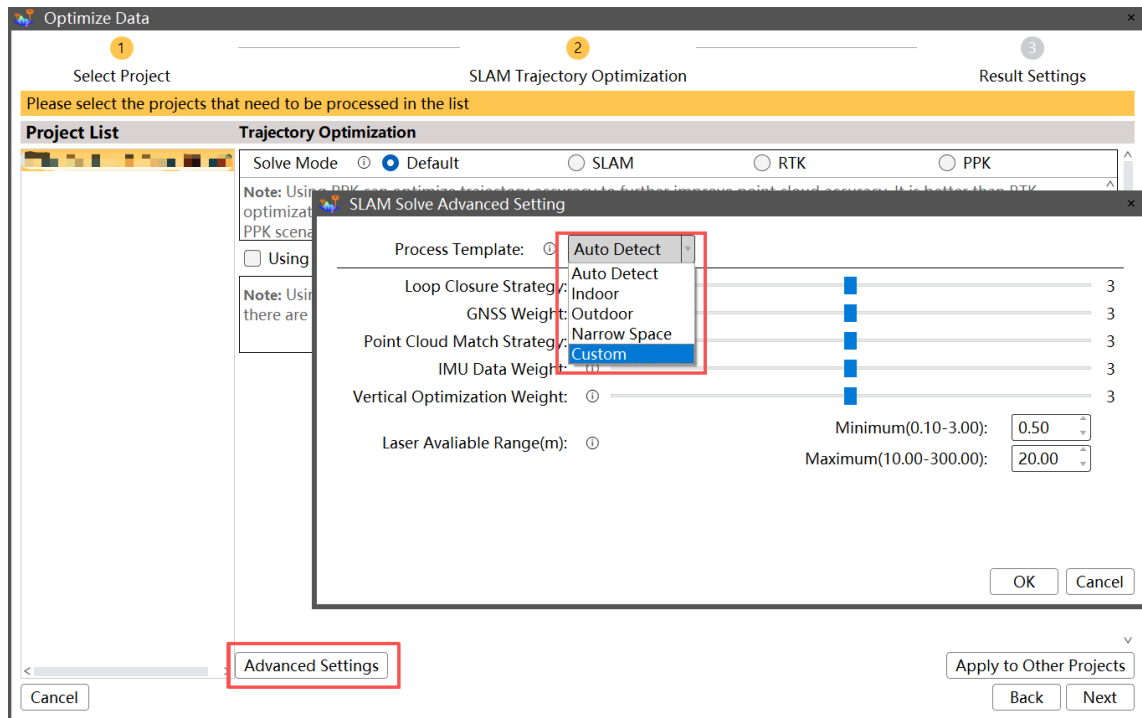 Optimize Data
×
1
2
3
Select Project
SLAM Trajectory Optimization
Result Settings
Please select the projects that need to be processed in the list
Project List
Trajectory Optimization
Solve Mode
Default
SLAM
RTK
PPK
Note: Using PPK can optimize trajectory accuracy to further improve point cloud accuracy. It is better than RTK
optimizat
PPK scena
Using
Note: Usin
there are
SLAM Solve Advanced Setting
×
Process Template:
Auto Detect
Auto Detect
Indoor
Outdoor
Narrow Space
Custom
Loop Closure Strategy:
3
GNSS Weight:
3
Point Cloud Match Strategy:
3
IMU Data Weight:
3
Vertical Optimization Weight:
3
Laser Avaliable Range(m):
Minimum(0.10-3.00):
0.50
Maximum(10.00-300.00):
20.00
OK
Cancel
Advanced Settings
Apply to Other Projects
Cancel
Back
Next